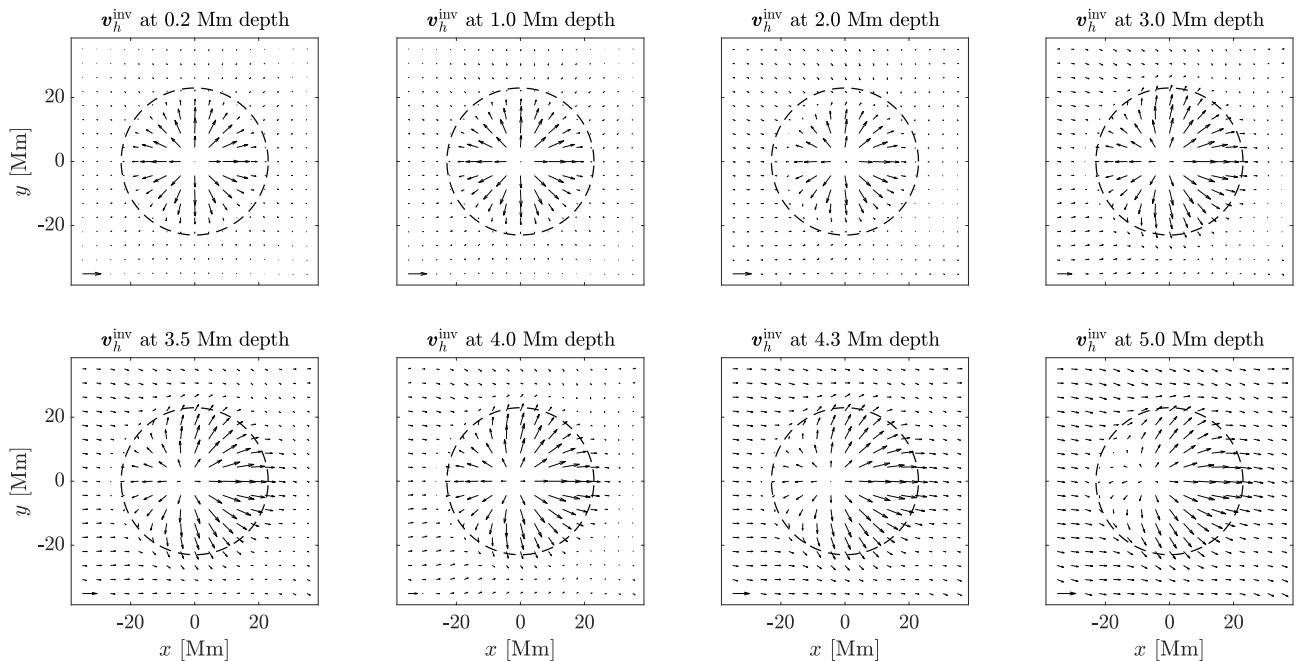 v_h^inv at 0.2 Mm depth
v_h^inv at 1.0 Mm depth
v_h^inv at 2.0 Mm depth
v_h^inv at 3.0 Mm depth
y [Mm]
20
0
-20
v_h^inv at 3.5 Mm depth
v_h^inv at 4.0 Mm depth
v_h^inv at 4.3 Mm depth
v_h^inv at 5.0 Mm depth
y [Mm]
20
0
-20
-20 0 20
-20 0 20
-20 0 20
-20 0 20
x [Mm]
x [Mm]
x [Mm]
x [Mm]